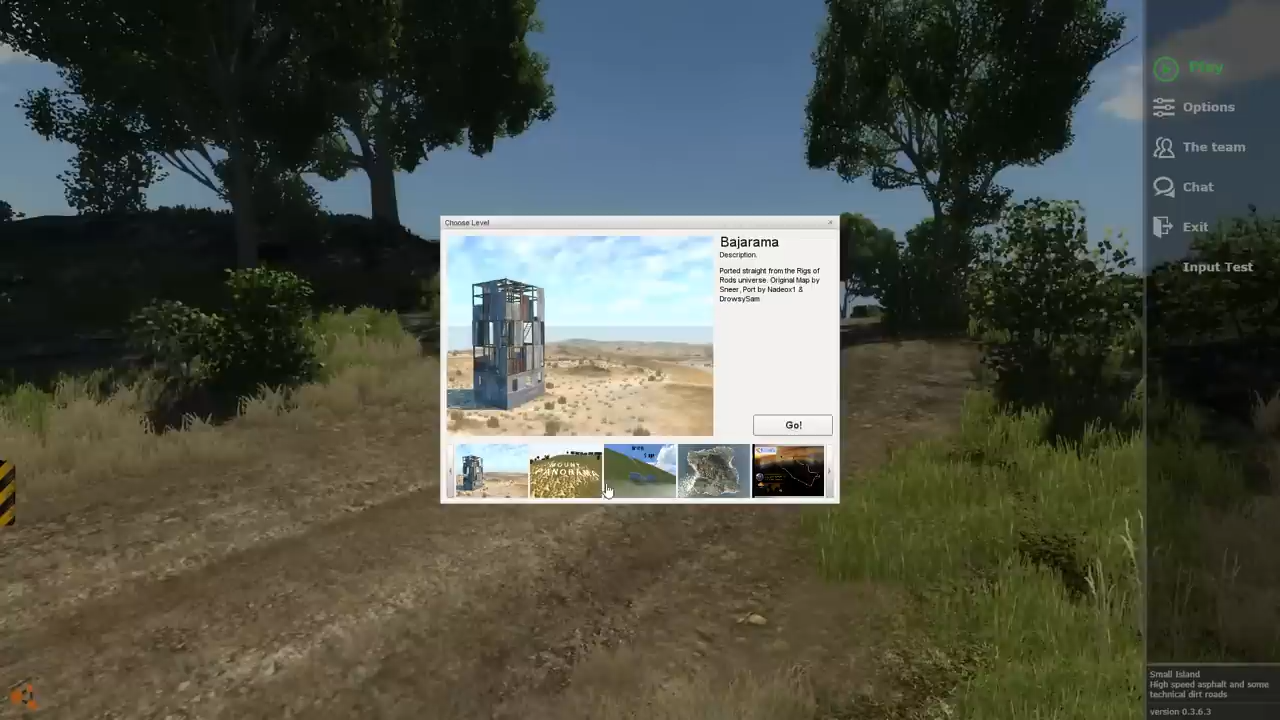 Play
Options
The team
Chat
Exit
Input Test
Choose Level
Bajarama
Description.
Ported straight from the Rigs of
Rods universe. Original Map by
Sneer, Port by Nadeox1 &
DrowsySam
Go!
MOUNT
PANORAMA
Small Island
High speed asphalt and some
technical dirt roads
version 0.3.6.3